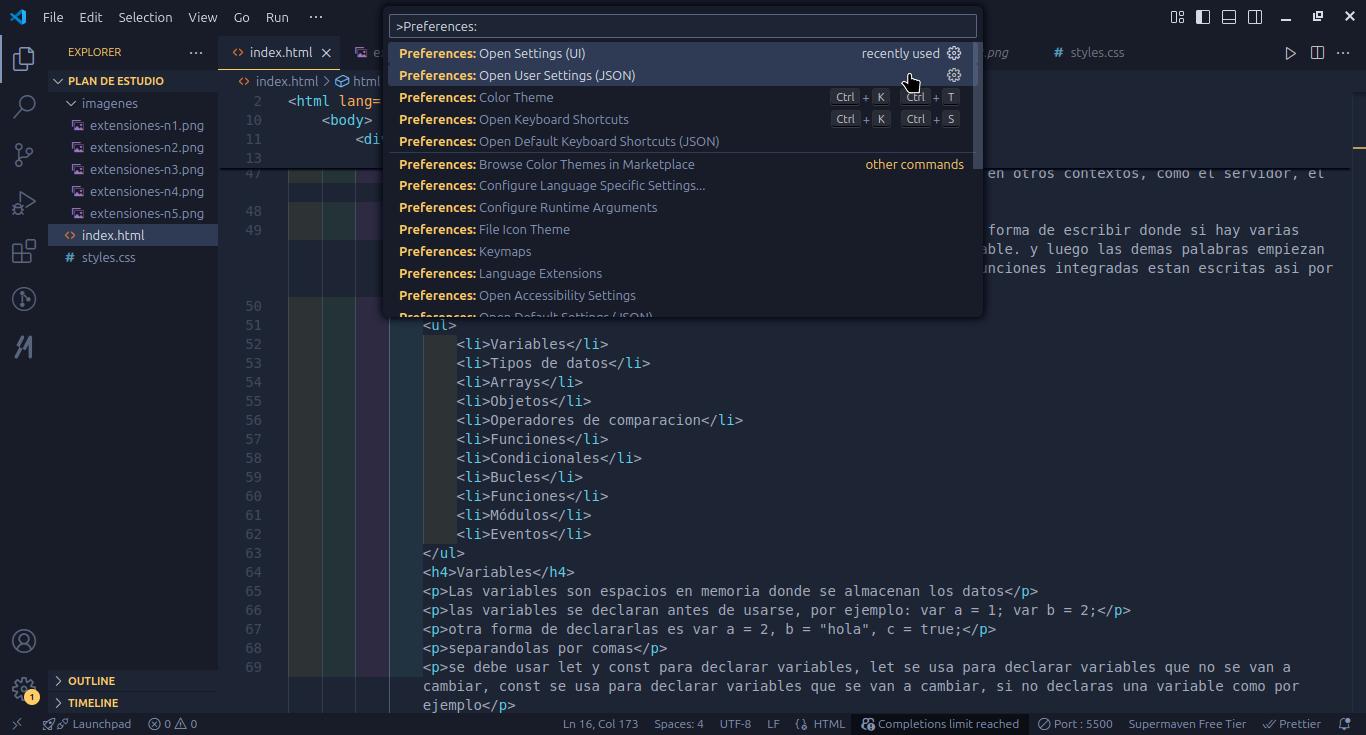 File Edit Selection View Go Run ···
>Preferences:
Preferences: Open Settings (UI) recently used
Preferences: Open User Settings (JSON)
Preferences: Color Theme Ctrl + K Ctrl + T
Preferences: Open Keyboard Shortcuts Ctrl + K Ctrl + S
Preferences: Open Default Keyboard Shortcuts (JSON)
Preferences: Browse Color Themes in Marketplace other commands
Preferences: Configure Language Specific Settings...
Preferences: Configure Runtime Arguments
Preferences: File Icon Theme
Preferences: Keymaps
Preferences: Language Extensions
Preferences: Open Accessibility Settings
Preferences: Open Default Settings (JSON)
EXPLORER ···
PLAN DE ESTUDIO
imagenes
extensiones-n1.png
extensiones-n2.png
extensiones-n3.png
extensiones-n4.png
extensiones-n5.png
index.html
# styles.css
OUTLINE
TIMELINE
index.html
.png
# styles.css
index.html > html
2 <html lang=
10 <body>
11 <di
13
47 en otros contextos, como el servidor, el
48
49 forma de escribir donde si hay varias
able. y luego las demas palabras empiezan
unciones integradas estan escritas asi por
50
51 <ul>
52 <li>Variables</li>
53 <li>Tipos de datos</li>
54 <li>Arrays</li>
55 <li>Objetos</li>
56 <li>Operadores de comparacion</li>
57 <li>Funciones</li>
58 <li>Condicionales</li>
59 <li>Bucles</li>
60 <li>Funciones</li>
61 <li>Módulos</li>
62 <li>Eventos</li>
63 </ul>
64 <h4>Variables</h4>
65 <p>Las variables son espacios en memoria donde se almacenan los datos</p>
66 <p>las variables se declaran antes de usarse, por ejemplo: var a = 1; var b = 2;</p>
67 <p>otra forma de declararlas es var a = 2, b = "hola", c = true;</p>
68 <p>separandolas por comas</p>
69 <p>se debe usar let y const para declarar variables, let se usa para declarar variables que no se van a
cambiar, const se usa para declarar variables que se van a cambiar, si no declaras una variable como por
ejemplo</p>
1
Launchpad 0 0 Ln 16, Col 173 Spaces: 4 UTF-8 LF {} HTML Completions limit reached Port : 5500 Supermaven Free Tier Prettier